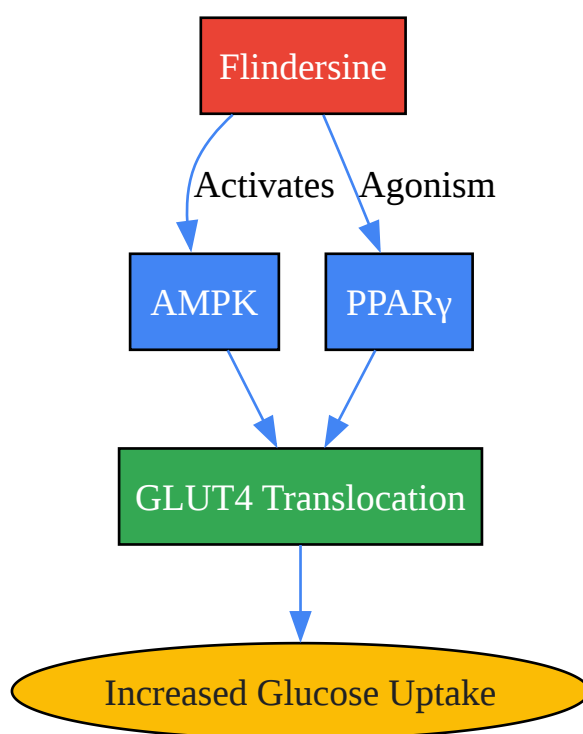 Flindersine
Activates
Agonism
AMPK
PPARγ
GLUT4 Translocation
Increased Glucose Uptake